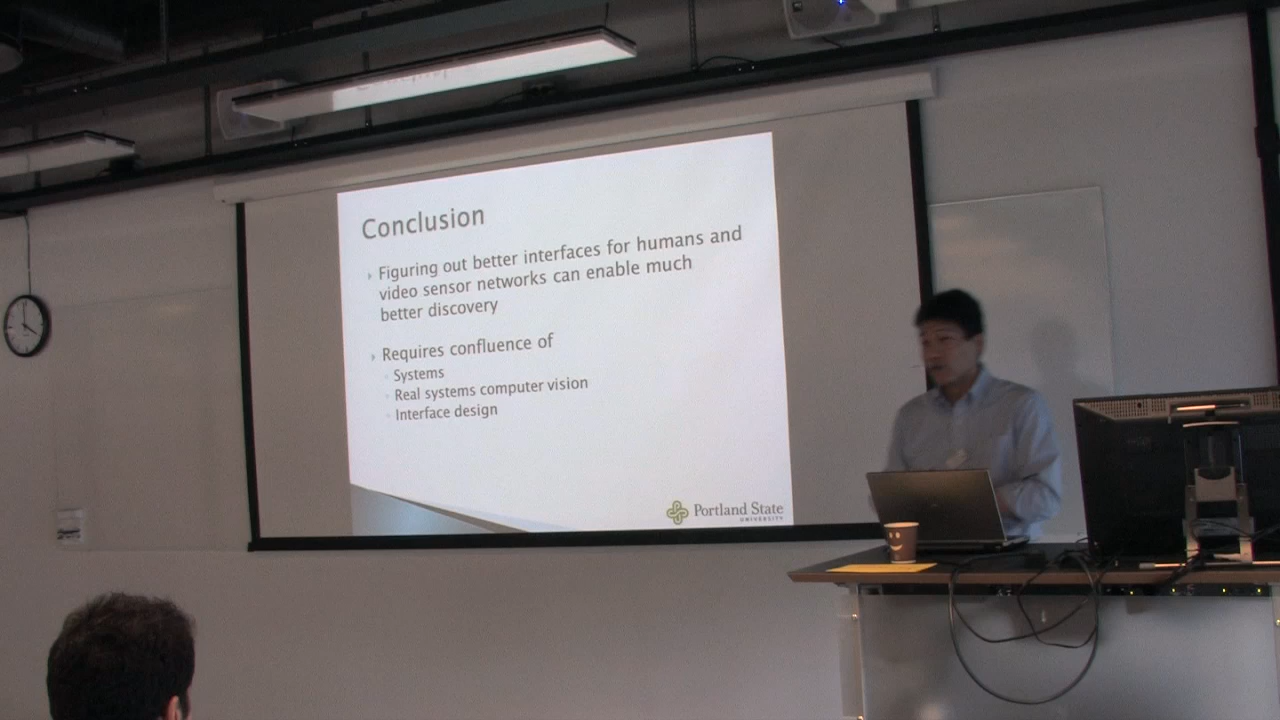 Conclusion
Figuring out better interfaces for humans and
video sensor networks can enable much
better discovery
Requires confluence of
Systems
Real systems computer vision
Interface design
Portland State
UNIVERSITY